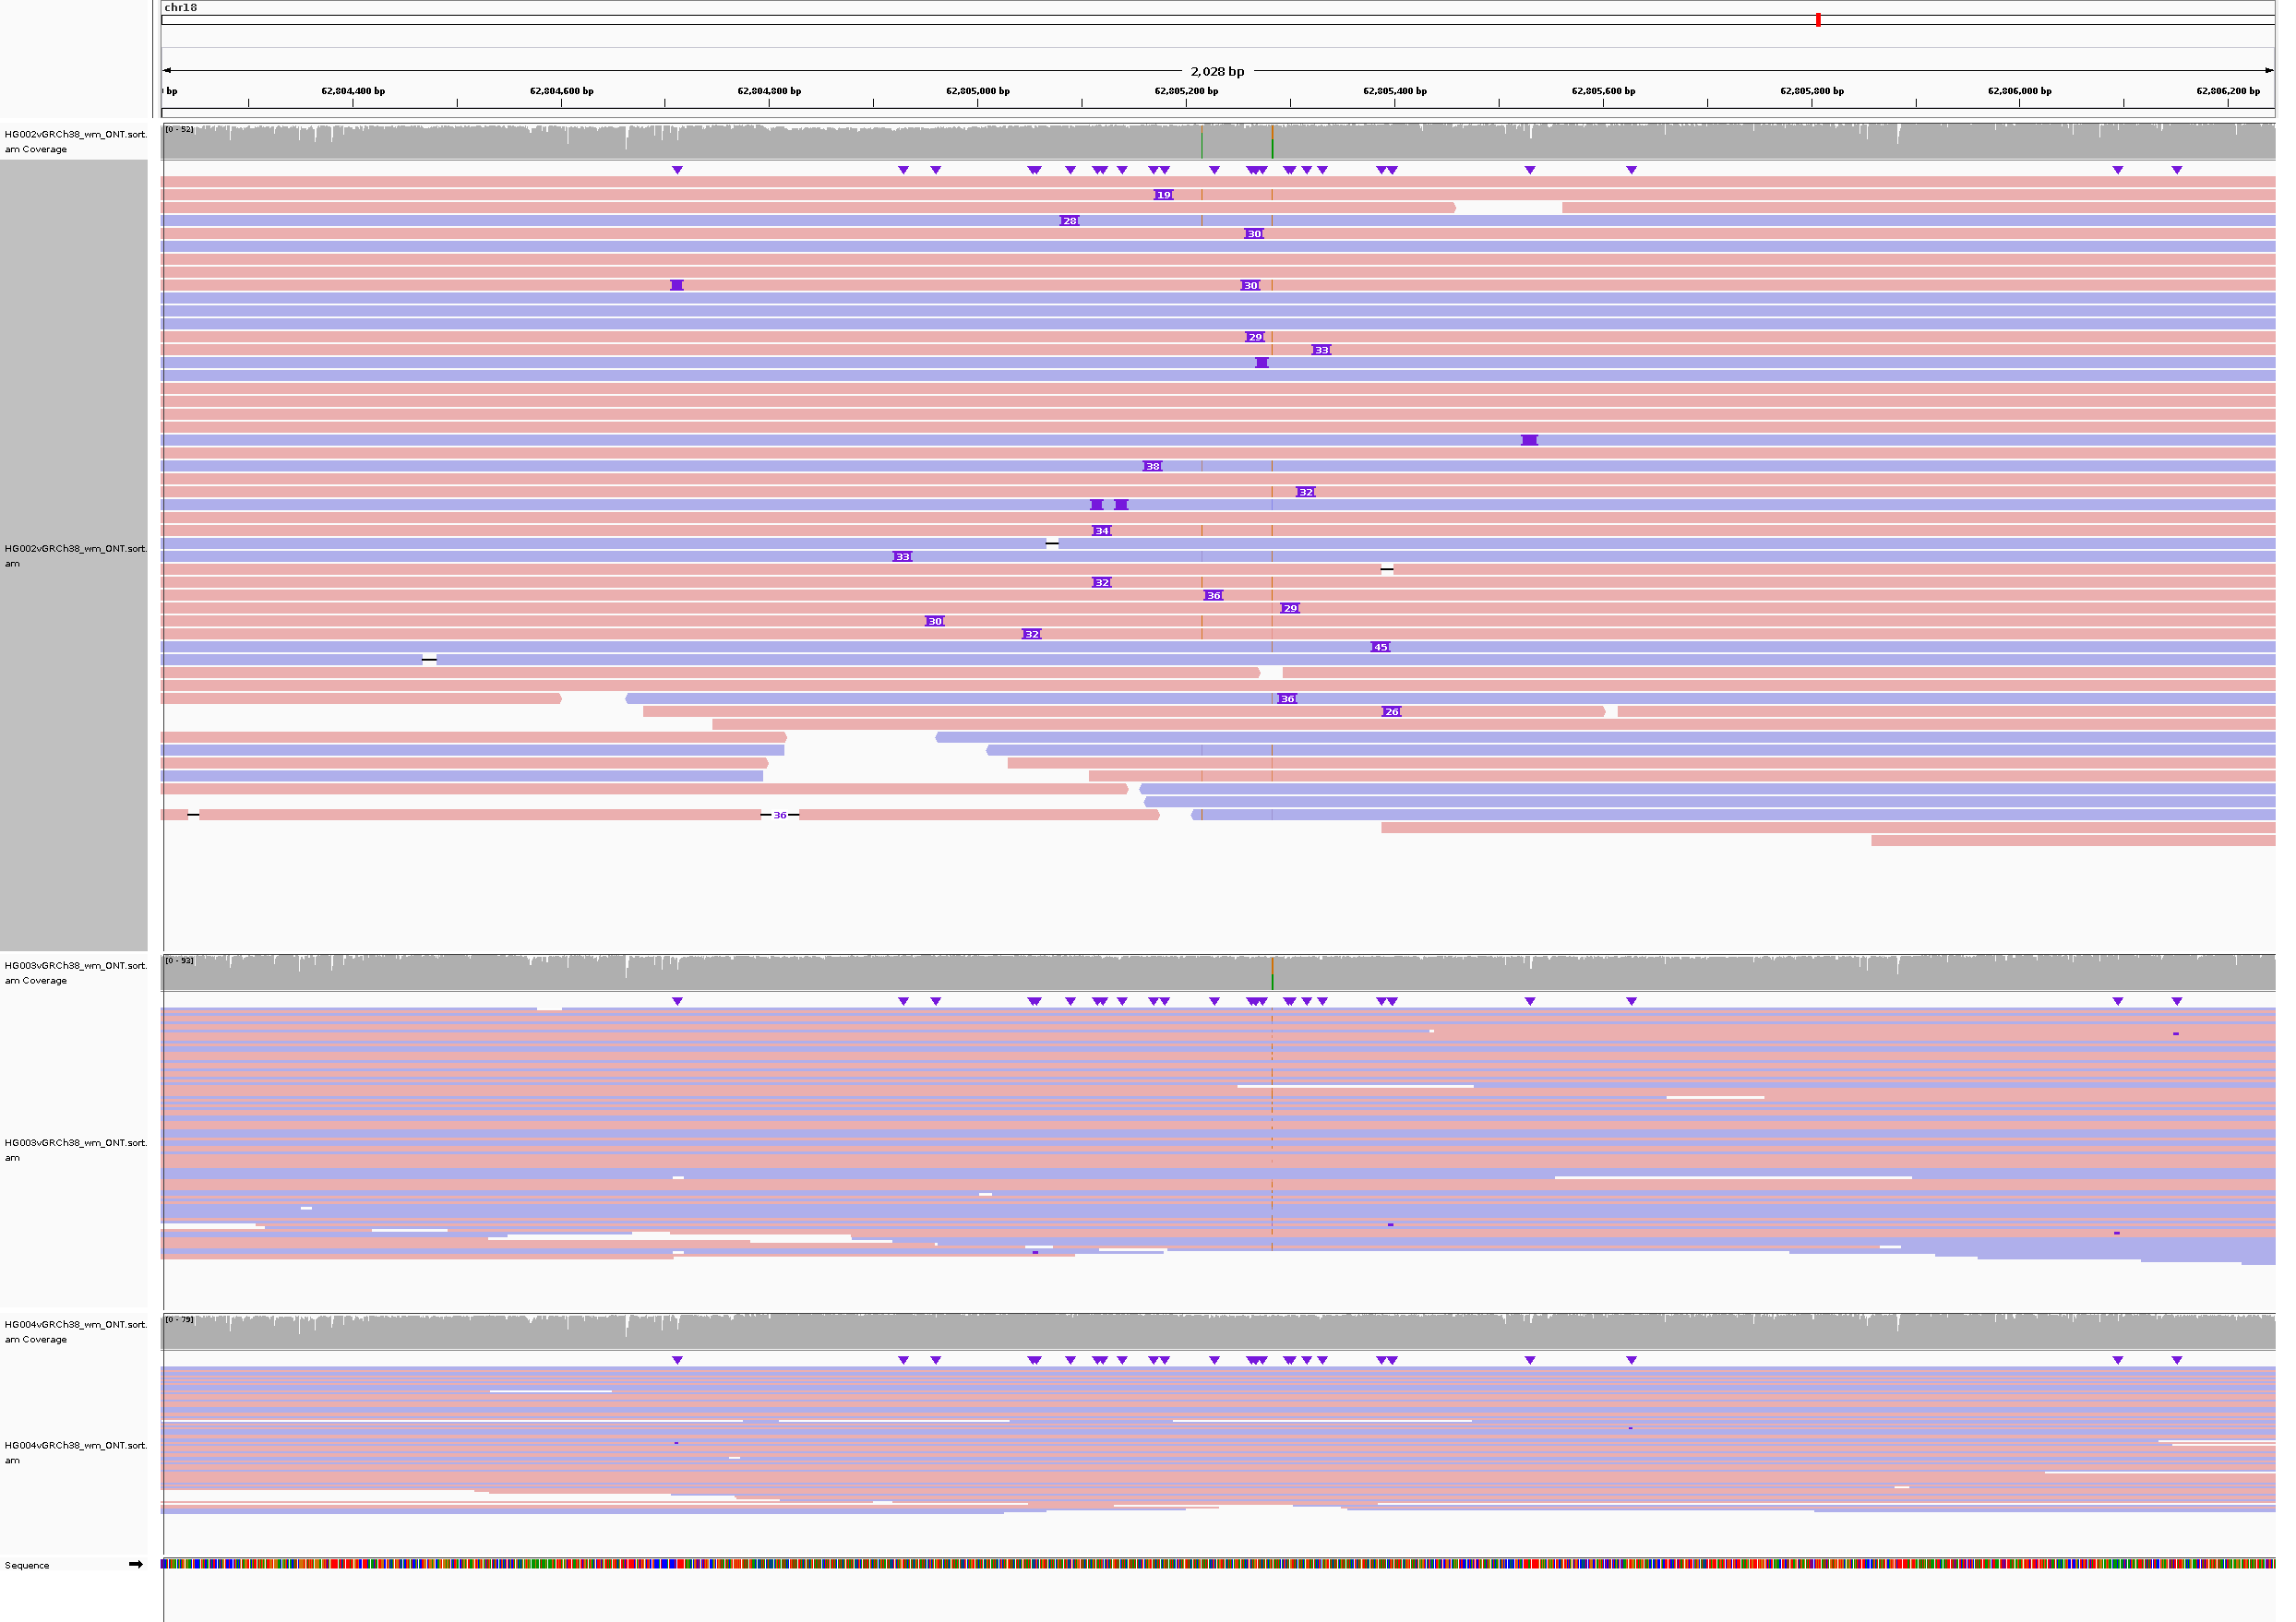 chr18
2,028 bp
bp 62,804,400 bp 62,804,600 bp 62,804,800 bp 62,805,000 bp 62,805,200 bp 62,805,400 bp 62,805,600 bp 62,805,800 bp 62,806,000 bp 62,806,200 bp
HG002vGRCh38_wm_ONT.sort.
am Coverage
[0 - 52]
19
28
30
30
29
33
38
32
34
HG002vGRCh38_wm_ONT.sort.
am
33
32
36
29
30
32
45
36
26
36
HG003vGRCh38_wm_ONT.sort.
am Coverage
[0 - 93]
HG003vGRCh38_wm_ONT.sort.
am
HG004vGRCh38_wm_ONT.sort.
am Coverage
[0 - 79]
HG004vGRCh38_wm_ONT.sort.
am
Sequence